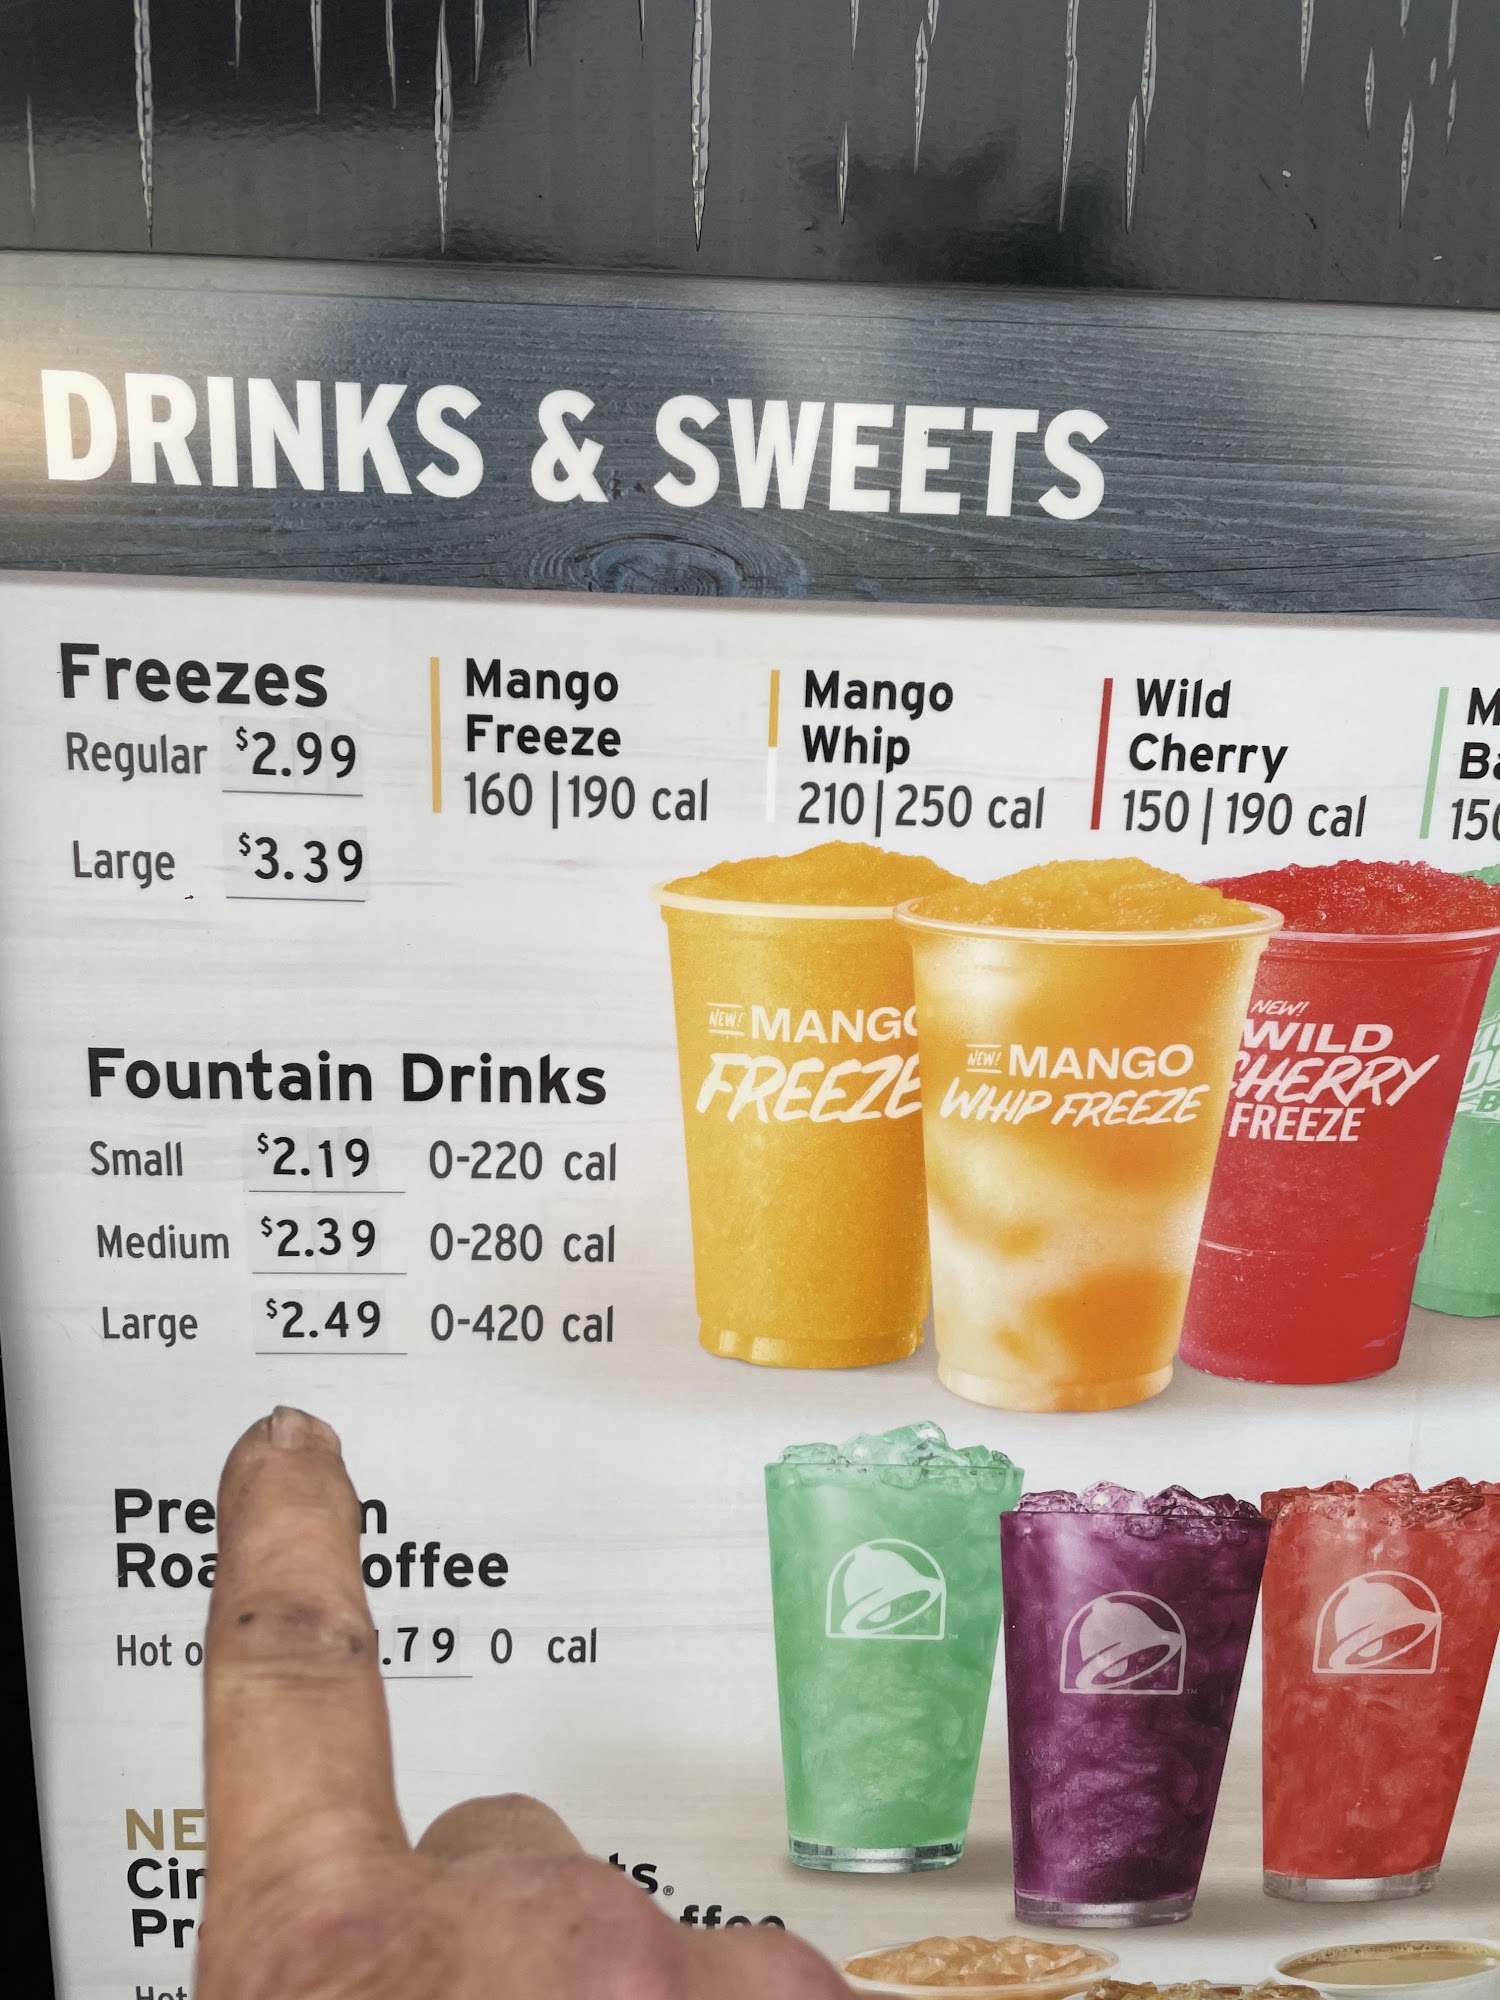 DRINKS & SWEETS
Freezes
Regular $2.99
Large $3.39
Mango
Freeze
160 | 190 cal
Mango
Whip
210 | 250 cal
Wild
Cherry
150 | 190 cal
NEW! MANGO
FREEZE
NEW! MANGO
WHIP FREEZE
NEW!
WILD
CHERRY
FREEZE
Fountain Drinks
Small $2.19 0-220 cal
Medium $2.39 0-280 cal
Large $2.49 0-420 cal
offee
Hot .79 0 cal
Hot